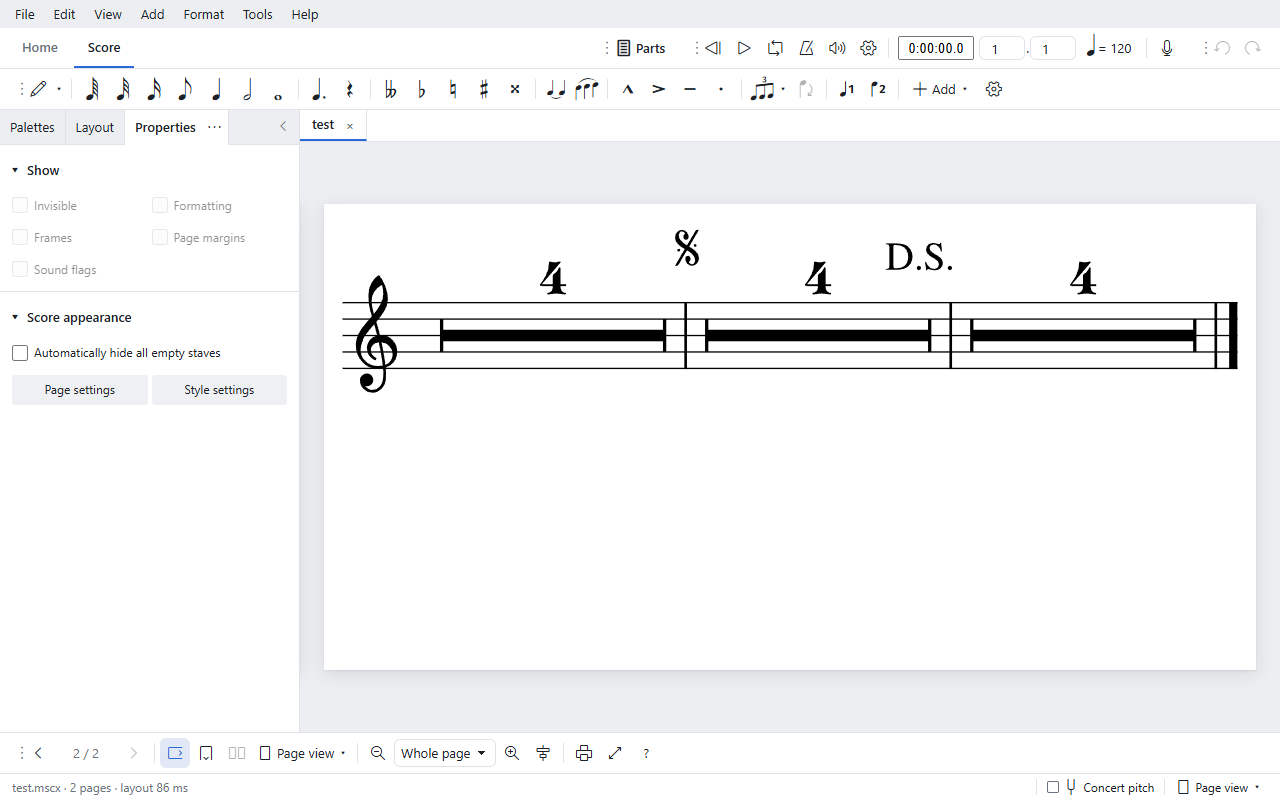 File Edit View Add Format Tools Help
Home Score Parts 0:00:00.0 1 . 1 = 120
3 1 2 Add
Palettes Layout Properties ··· test ×
Show
Invisible Formatting
Frames Page margins
Sound flags
Score appearance
Automatically hide all empty staves
Page settings Style settings
D.S.
4 4 4
2 / 2 Page view Whole page ?
test.mscx · 2 pages · layout 86 ms Concert pitch Page view